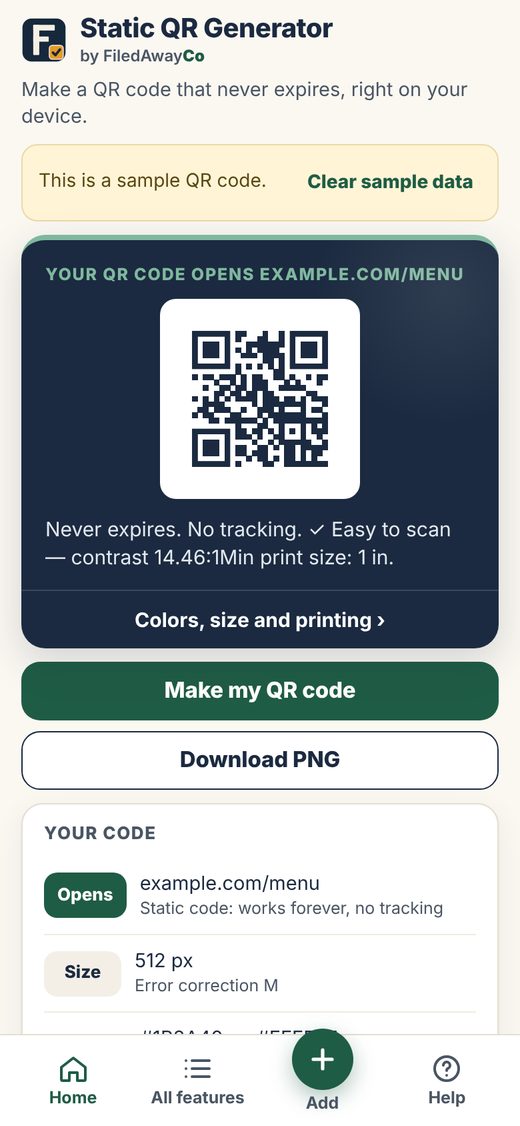 Static QR Generator
by FiledAwayCo
Make a QR code that never expires, right on your
device.
This is a sample QR code.
Clear sample data
YOUR QR CODE OPENS EXAMPLE.COM/MENU
Never expires. No tracking. ✓ Easy to scan
— contrast 14.46:1Min print size: 1 in.
Colors, size and printing ›
Make my QR code
Download PNG
YOUR CODE
Opens
example.com/menu
Static code: works forever, no tracking
Size
512 px
Error correction M
Home
All features
Add
Help